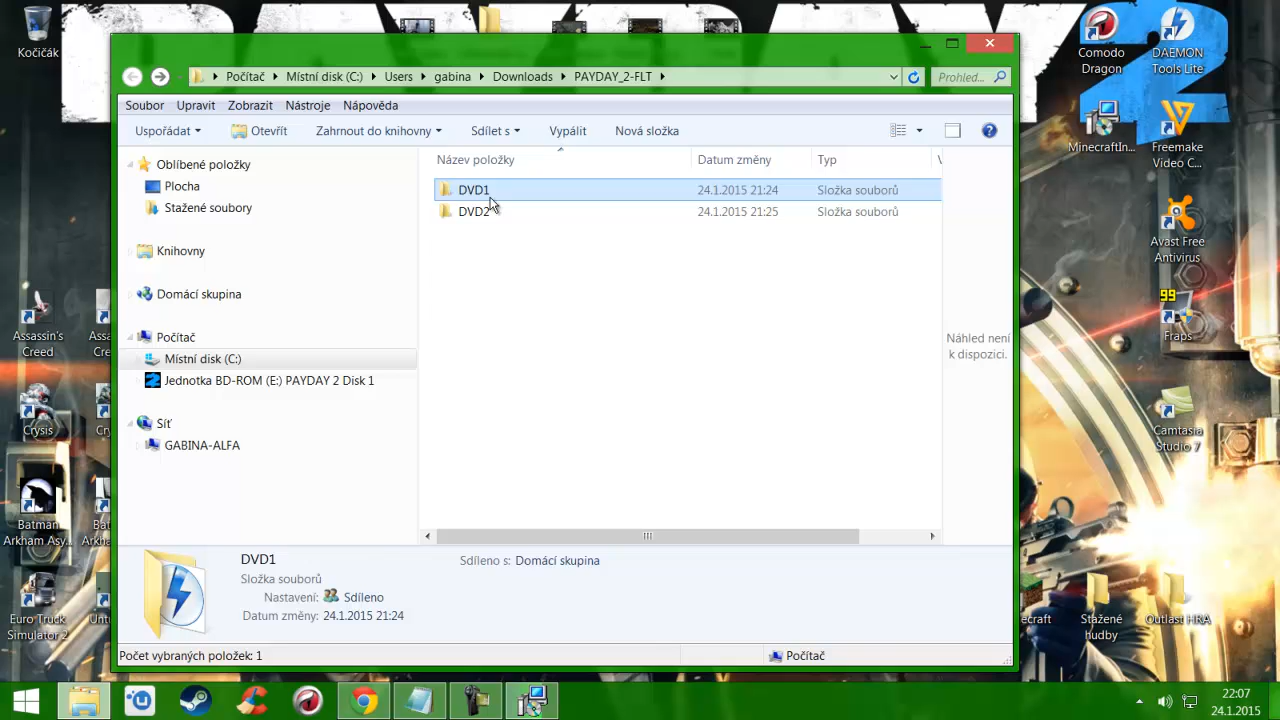 Kočičák
Comodo
Dragon
DAEMON
Tools Lite
Počítač
Místní disk (C:)
Users
gabina
Downloads
PAYDAY_2-FLT
Prohled...
Soubor
Upravit
Zobrazit
Nástroje
Nápověda
Uspořádat
Otevřít
Zahrnout do knihovny
Sdílet s
Vypálit
Nová složka
MinecraftIn...
Freemake
Video C...
Název položky
Datum změny
Typ
Oblíbené položky
Plocha
Stažené soubory
Knihovny
Domácí skupina
Počítač
Místní disk (C:)
Jednotka BD-ROM (E:) PAYDAY 2 Disk 1
Síť
GABINA-ALFA
DVD1
24.1.2015 21:24
Složka souborů
DVD2
24.1.2015 21:25
Složka souborů
Náhled není
k dispozici.
Avast Free
Antivirus
99
Fraps
Camtasia
Studio 7
Assassin's
Creed
Crysis
Batman
Arkham Asy...
Euro Truck
Simulator 2
Stažené
hudby
Outlast HRA
DVD1
Složka souborů
Nastavení:
Sdíleno
Datum změny: 24.1.2015 21:24
Sdíleno s: Domácí skupina
Počet vybraných položek: 1
Počítač
22:07
24.1.2015